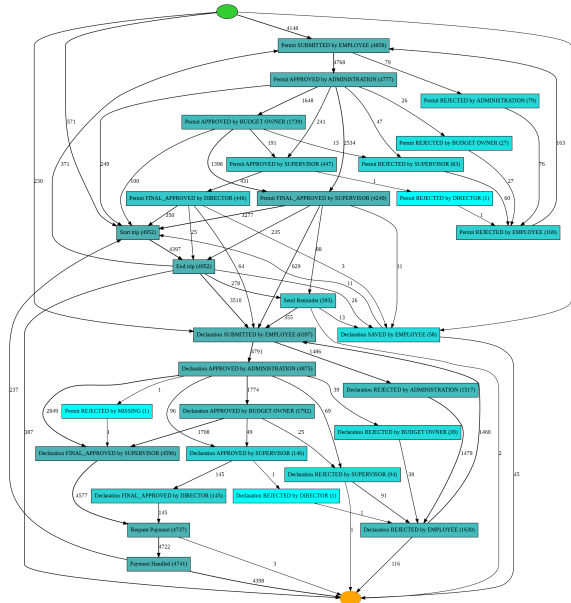 4148
Permit SUBMITTED by EMPLOYEE (4858)
4768
79
Permit APPROVED by ADMINISTRATION (4777)
Permit REJECTED by ADMINISTRATION (79)
1648
26
571
Permit APPROVED by BUDGET OWNER (1739)
241
47
13
191
2534
Permit REJECTED by BUDGET OWNER (27)
163
371
249
1398
Permit APPROVED by SUPERVISOR (447)
Permit REJECTED by SUPERVISOR (63)
76
230
100
431
1
27
60
Permit FINAL_APPROVED by DIRECTOR (446)
Permit FINAL_APPROVED by SUPERVISOR (4240)
Permit REJECTED by DIRECTOR (1)
350
3277
1
Start trip (4952)
25
235
Permit REJECTED by EMPLOYEE (169)
4397
88
End trip (4952)
64
629
3
11
278
11
Send Reminder (393)
3510
355
13
26
Declaration SUBMITTED by EMPLOYEE (6397)
Declaration SAVED by EMPLOYEE (50)
4791
1486
Declaration APPROVED by ADMINISTRATION (4875)
237
387
1
1774
39
Declaration REJECTED by ADMINISTRATION (1517)
2849
Permit REJECTED by MISSING (1)
96
Declaration APPROVED by BUDGET OWNER (1792)
69
1
1708
49
25
Declaration REJECTED by BUDGET OWNER (39)
1468
Declaration FINAL_APPROVED by SUPERVISOR (4596)
Declaration APPROVED by SUPERVISOR (146)
1479
2
145
1
Declaration REJECTED by SUPERVISOR (94)
38
45
4577
Declaration FINAL_APPROVED by DIRECTOR (145)
Declaration REJECTED by DIRECTOR (1)
91
145
1
Request Payment (4737)
1
Declaration REJECTED by EMPLOYEE (1630)
4722
Payment Handled (4741)
3
116
4398